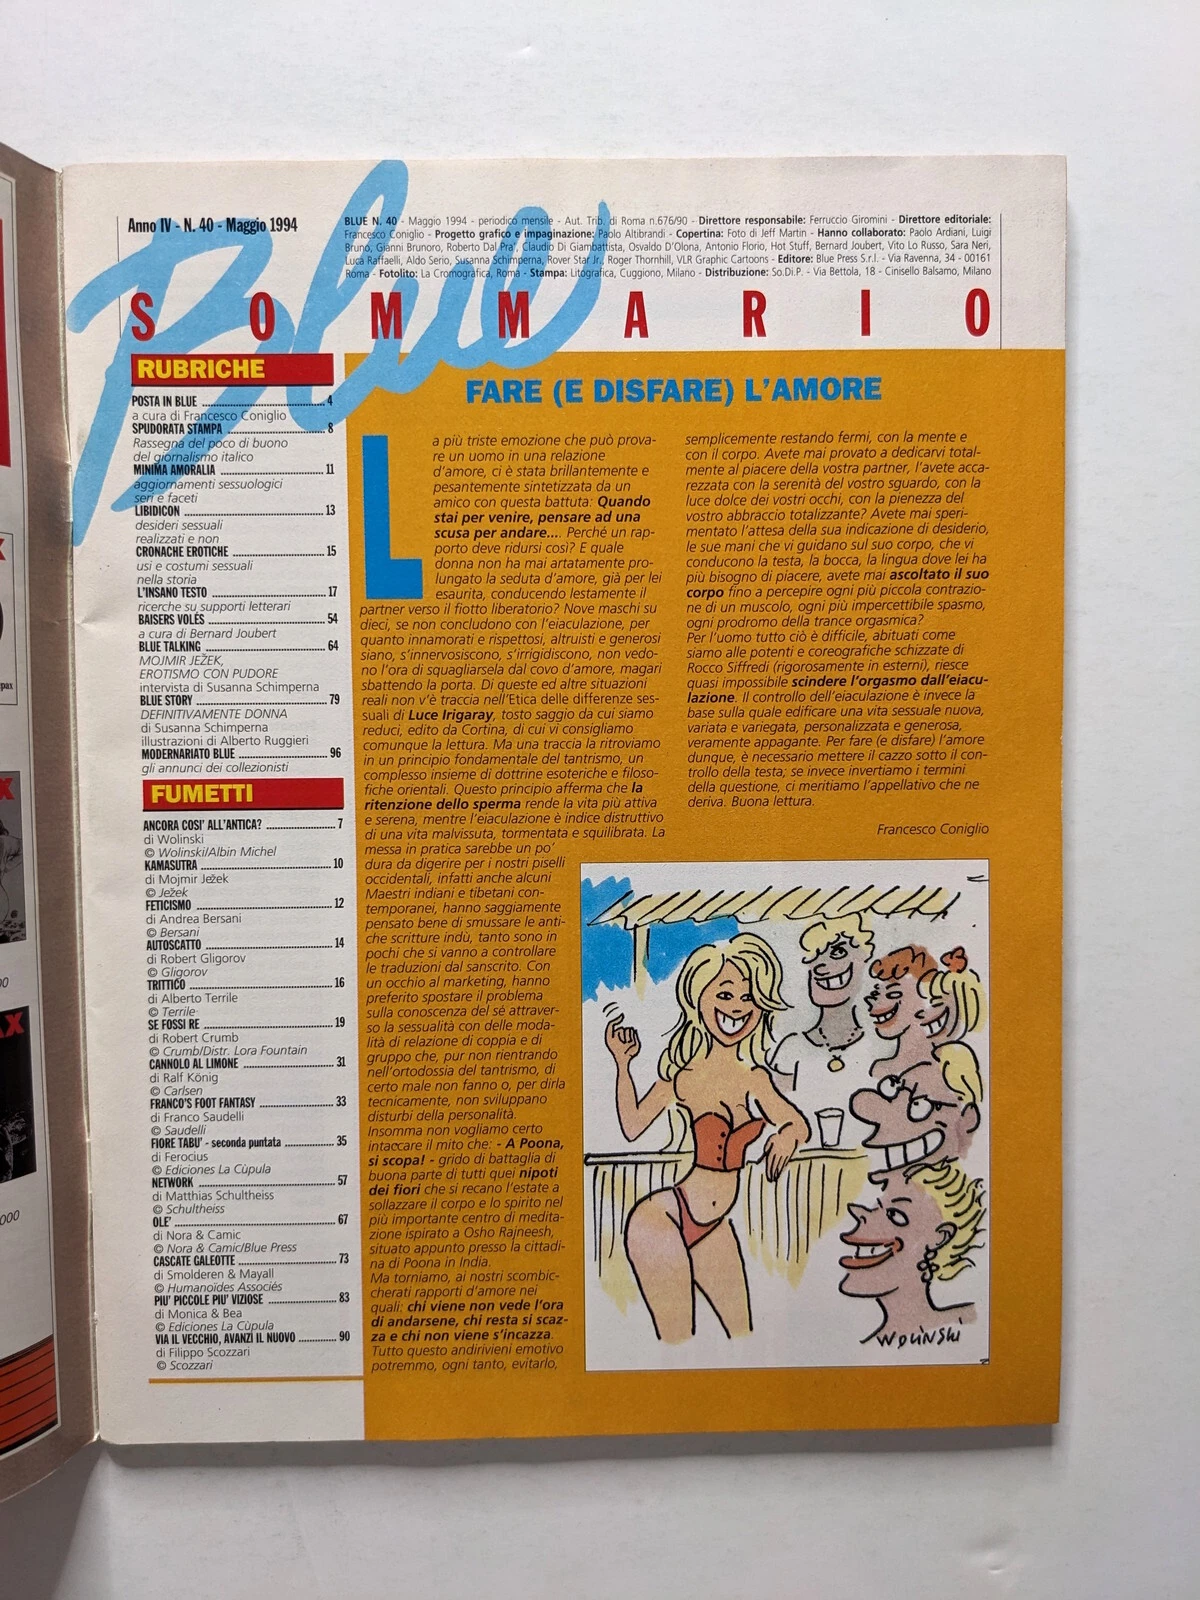 Blue
Anno IV - N. 40 - Maggio 1994
BLUE N. 40 - Maggio 1994 - periodico mensile - Aut. Trib. di Roma n.676/90 - Direttore responsabile: Ferruccio Giromini - Direttore editoriale:
Francesco Coniglio - Progetto grafico e impaginazione: Paolo Altibrandi - Copertina: Foto di Jeff Martin - Hanno collaborato: Paolo Ardiani, Luigi
Bruno, Gianni Brunoro, Roberto Dal Pra', Claudio Di Giambattista, Osvaldo D'Olona, Antonio Florio, Hot Stuff, Bernard Joubert, Vito Lo Russo, Sara Neri,
Luca Raffaelli, Aldo Serio, Susanna Schimperna, Rover Star Jr., Roger Thornhill, VLR Graphic Cartoons - Editore: Blue Press S.r.l. - Via Ravenna, 34 - 00161
Roma - Fotolito: La Cromografica, Roma - Stampa: Litografica, Cuggiono, Milano - Distribuzione: So.Di.P. - Via Bettola, 18 - Cinisello Balsamo, Milano
SOMMARIO
RUBRICHE
POSTA IN BLUE 4
a cura di Francesco Coniglio
SPUDORATA STAMPA 8
Rassegna del poco di buono
del giornalismo italico
MINIMA AMORALIA 11
aggiornamenti sessuologici
seri e faceti
LIBIDICON 13
desideri sessuali
realizzati e non
CRONACHE EROTICHE 15
usi e costumi sessuali
nella storia
L'INSANO TESTO 17
ricerche su supporti letterari
BAISERS VOLÉS 54
a cura di Bernard Joubert
BLUE TALKING 64
MOJMIR JEŽEK,
EROTISMO CON PUDORE
intervista di Susanna Schimperna
BLUE STORY 79
DEFINITIVAMENTE DONNA
di Susanna Schimperna
illustrazioni di Alberto Ruggieri
MODERNARIATO BLUE 96
gli annunci dei collezionisti
FUMETTI
ANCORA COSI' ALL'ANTICA? 7
di Wolinski
© Wolinski/Albin Michel
KAMASUTRA 10
di Mojmir Ježek
© Ježek
FETICISMO 12
di Andrea Bersani
© Bersani
AUTOSCATTO 14
di Robert Gligorov
© Gligorov
TRITTICO 16
di Alberto Terrile
© Terrile
SE FOSSI RE 19
di Robert Crumb
© Crumb/Distr. Lora Fountain
CANNOLO AL LIMONE 31
di Ralf König
© Carlsen
FRANCO'S FOOT FANTASY 33
di Franco Saudelli
© Saudelli
FIORE TABU' - seconda puntata 35
di Ferocius
© Ediciones La Cùpula
NETWORK 57
di Matthias Schultheiss
© Schultheiss
OLE' 67
di Nora & Camic
© Nora & Camic/Blue Press
CASCATE GALEOTTE 73
di Smolderen & Mayall
© Humanoïdes Associés
PIU' PICCOLE PIU' VIZIOSE 83
di Monica & Bea
© Ediciones La Cùpula
VIA IL VECCHIO, AVANZI IL NUOVO 90
di Filippo Scozzari
© Scozzari
FARE (E DISFARE) L'AMORE
La più triste emozione che può prova-
re un uomo in una relazione
d'amore, ci è stata brillantemente e
pesantemente sintetizzata da un
amico con questa battuta: Quando
stai per venire, pensare ad una
scusa per andare.... Perché un rap-
porto deve ridursi così? E quale
donna non ha mai artatamente pro-
lungato la seduta d'amore, già per lei
esaurita, conducendo lestamente il
partner verso il fiotto liberatorio? Nove maschi su
dieci, se non concludono con l'eiaculazione, per
quanto innamorati e rispettosi, altruisti e generosi
siano, s'innervosiscono, s'irrigidiscono, non vedo-
no l'ora di squagliarsela dal covo d'amore, magari
sbattendo la porta. Di queste ed altre situazioni
reali non v'è traccia nell'Etica delle differenze ses-
suali di Luce Irigaray, tosto saggio da cui siamo
reduci, edito da Cortina, di cui vi consigliamo
comunque la lettura. Ma una traccia la ritroviamo
in un principio fondamentale del tantrismo, un
complesso insieme di dottrine esoteriche e filoso-
fiche orientali. Questo principio afferma che la
ritenzione dello sperma rende la vita più attiva
e serena, mentre l'eiaculazione è indice distruttivo
di una vita malvissuta, tormentata e squilibrata. La
messa in pratica sarebbe un po'
dura da digerire per i nostri piselli
occidentali, infatti anche alcuni
Maestri indiani e tibetani con-
temporanei, hanno saggiamente
pensato bene di smussare le anti-
che scritture indù, tanto sono in
pochi che si vanno a controllare
le traduzioni dal sanscrito. Con
un occhio al marketing, hanno
preferito spostare il problema
sulla conoscenza del sé attraver-
so la sessualità con delle moda-
lità di relazione di coppia e di
gruppo che, pur non rientrando
nell'ortodossia del tantrismo, di
certo male non fanno o, per dirla
tecnicamente, non sviluppano
disturbi della personalità.
Insomma non vogliamo certo
intaccare il mito che: - A Poona,
si scopa! - grido di battaglia di
buona parte di tutti quei nipoti
dei fiori che si recano l'estate a
sollazzare il corpo e lo spirito nel
più importante centro di medita-
zione ispirato a Osho Rajneesh,
situato appunto presso la cittadi-
na di Poona in India.
Ma torniamo, ai nostri scombic-
cherati rapporti d'amore nei
quali: chi viene non vede l'ora
di andarsene, chi resta si scaz-
za e chi non viene s'incazza.
Tutto questo andirivieni emotivo
potremmo, ogni tanto, evitarlo,
semplicemente restando fermi, con la mente e
con il corpo. Avete mai provato a dedicarvi total-
mente al piacere della vostra partner, l'avete acca-
rezzata con la serenità del vostro sguardo, con la
luce dolce dei vostri occhi, con la pienezza del
vostro abbraccio totalizzante? Avete mai speri-
mentato l'attesa della sua indicazione di desiderio,
le sue mani che vi guidano sul suo corpo, che vi
conducono la testa, la bocca, la lingua dove lei ha
più bisogno di piacere, avete mai ascoltato il suo
corpo fino a percepire ogni più piccola contrazio-
ne di un muscolo, ogni più impercettibile spasmo,
ogni prodromo della trance orgasmica?
Per l'uomo tutto ciò è difficile, abituati come
siamo alle potenti e coreografiche schizzate di
Rocco Siffredi (rigorosamente in esterni), riesce
quasi impossibile scindere l'orgasmo dall'eiacu-
lazione. Il controllo dell'eiaculazione è invece la
base sulla quale edificare una vita sessuale nuova,
variata e variegata, personalizzata e generosa,
veramente appagante. Per fare (e disfare) l'amore
dunque, è necessario mettere il cazzo sotto il con-
trollo della testa; se invece invertiamo i termini
della questione, ci meritiamo l'appellativo che ne
deriva. Buona lettura.
Francesco Coniglio
WOLINSKI